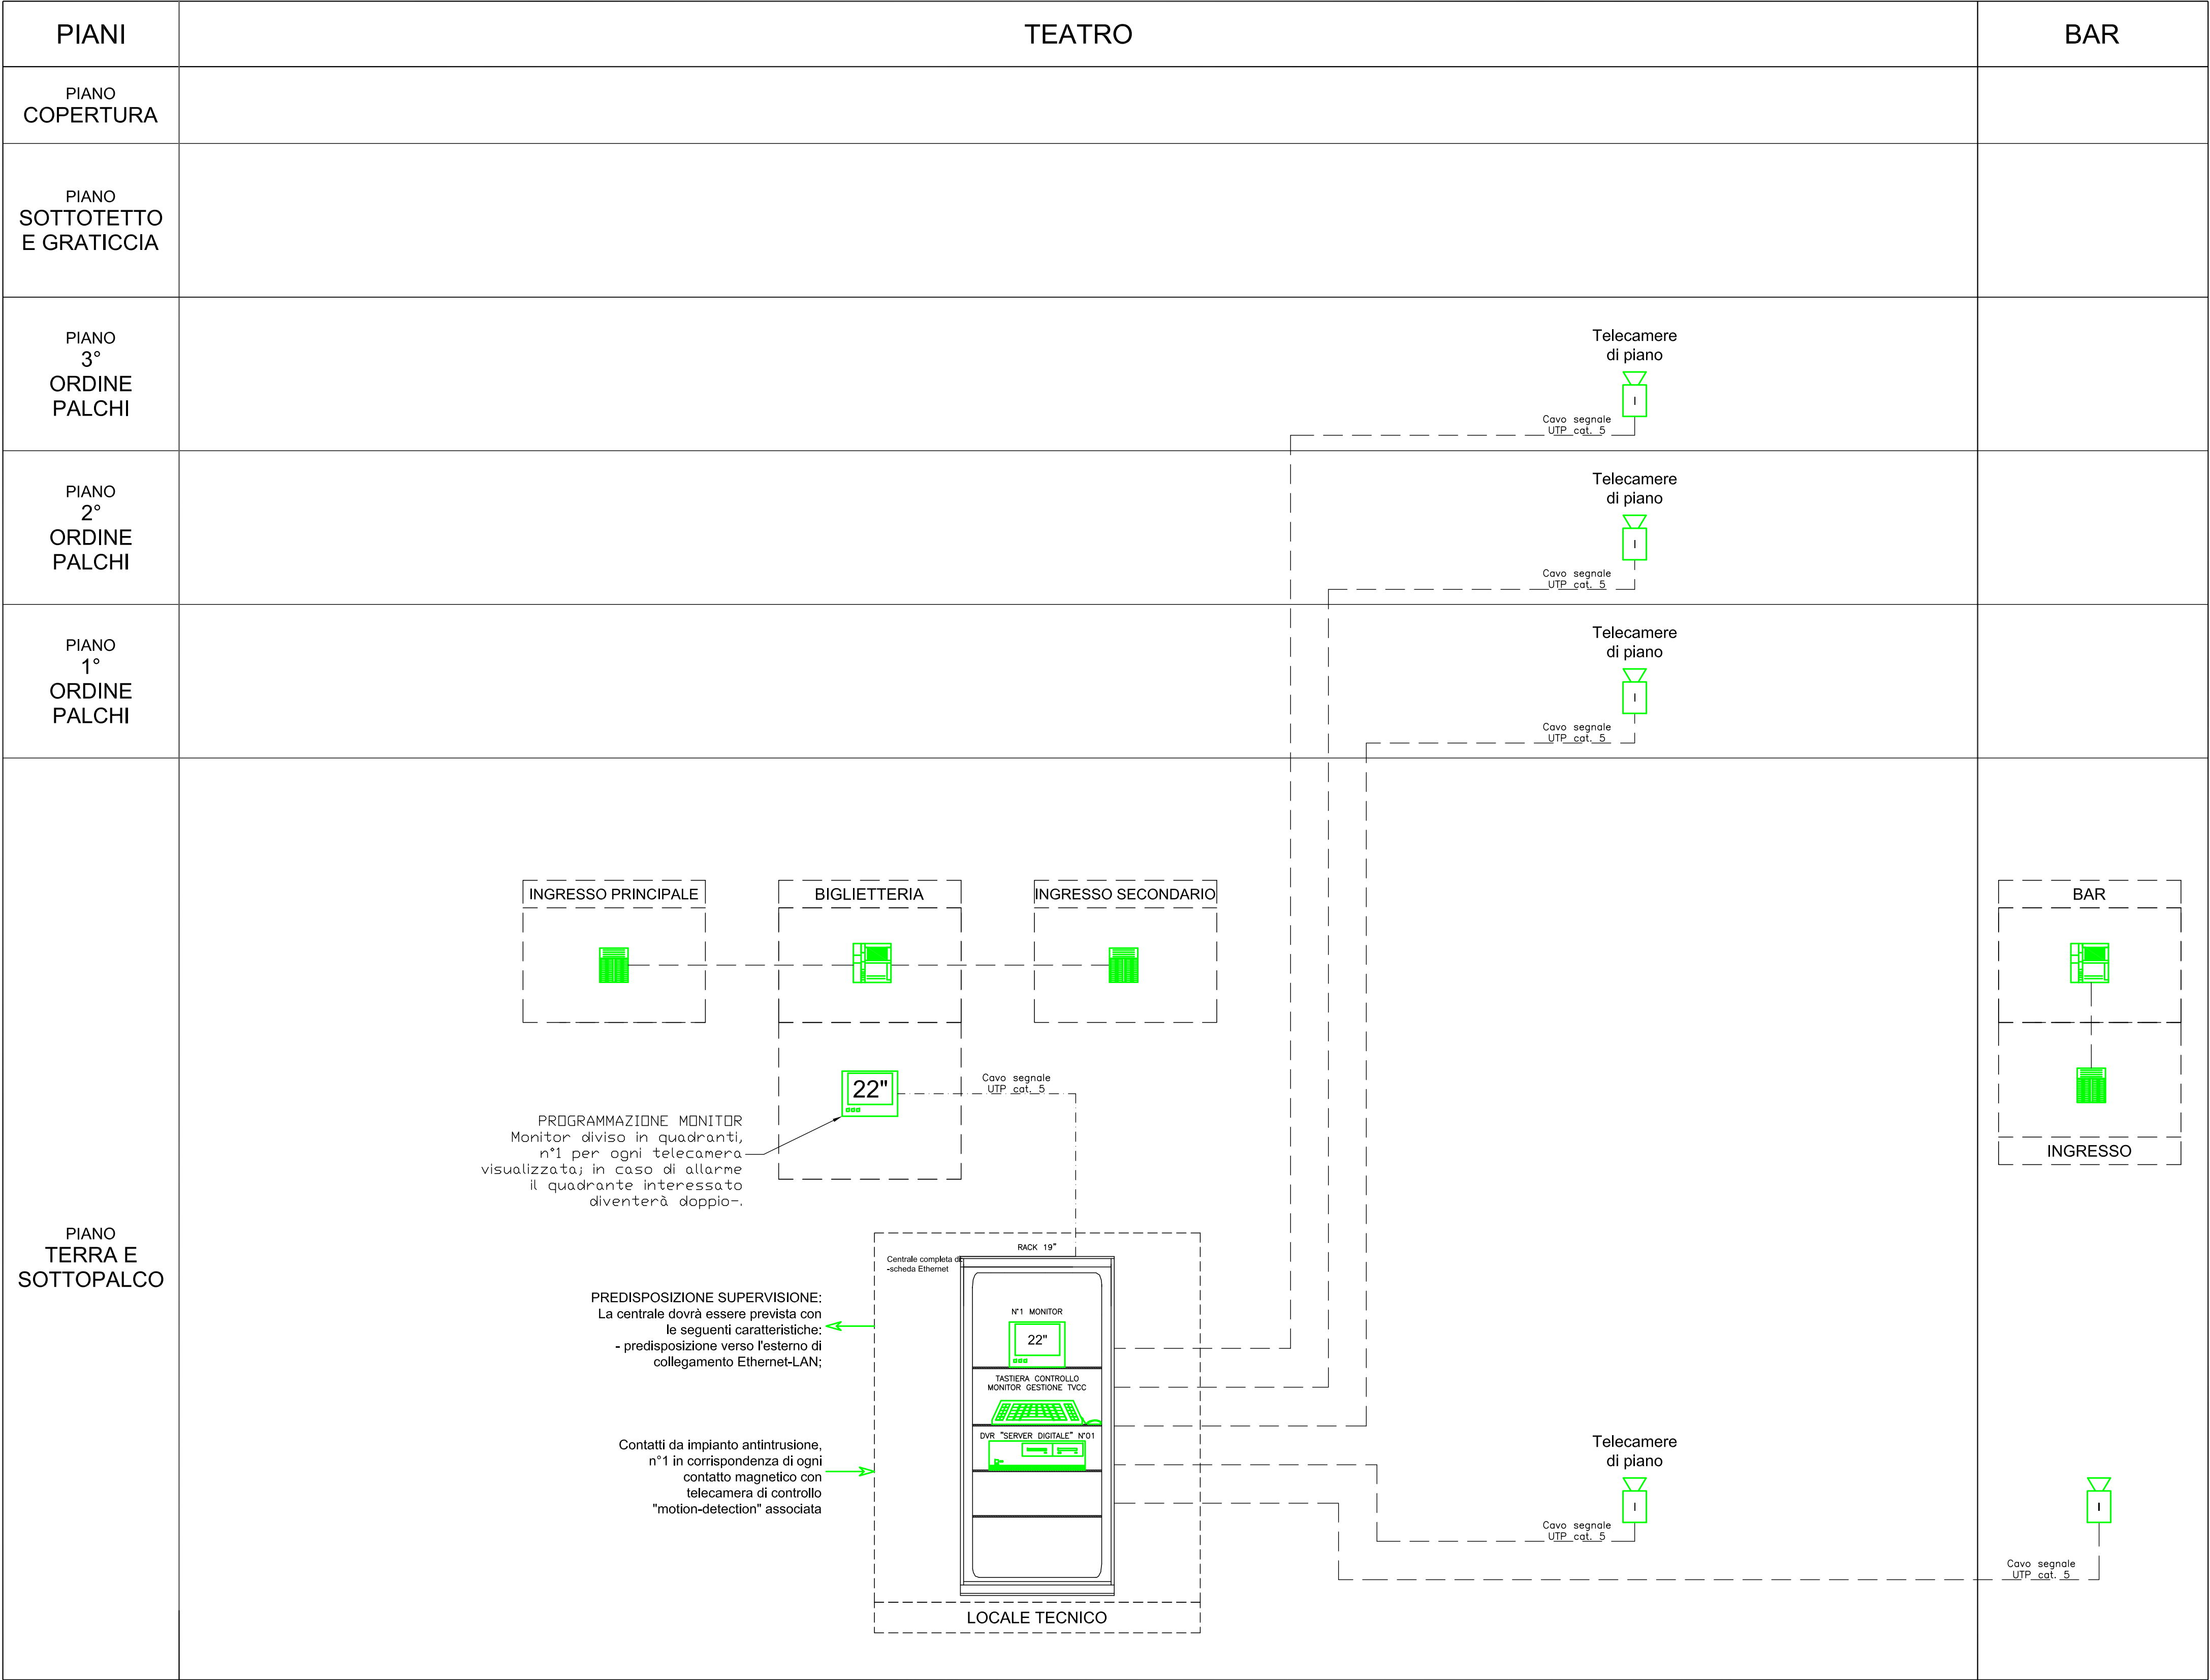 PIANI
TEATRO
BAR
PIANO
COPERTURA
PIANO
SOTTOTETTO
E GRATICCIA
PIANO
3°
ORDINE
PALCHI
Telecamere
di piano
Cavo segnale
UTP cat. 5
PIANO
2°
ORDINE
PALCHI
Telecamere
di piano
Cavo segnale
UTP cat. 5
PIANO
1°
ORDINE
PALCHI
Telecamere
di piano
Cavo segnale
UTP cat. 5
PIANO
TERRA E
SOTTOPALCO
INGRESSO PRINCIPALE
BIGLIETTERIA
INGRESSO SECONDARIO
BAR
22"
Cavo segnale
UTP cat. 5
PROGRAMMAZIONE MONITOR
Monitor diviso in quadranti,
n°1 per ogni telecamera
visualizzata; in caso di allarme
il quadrante interessato
diventerà doppio-.
INGRESSO
RACK 19"
Centrale completa di:
-scheda Ethernet
PREDISPOSIZIONE SUPERVISIONE:
La centrale dovrà essere prevista con
le seguenti caratteristiche:
- predisposizione verso l'esterno di
collegamento Ethernet-LAN;
N°1 MONITOR
22"
TASTIERA CONTROLLO
MONITOR GESTIONE TVCC
DVR "SERVER DIGITALE" N°01
Contatti da impianto antintrusione,
n°1 in corrispondenza di ogni
contatto magnetico con
telecamera di controllo
"motion-detection" associata
Telecamere
di piano
Cavo segnale
UTP cat. 5
Cavo segnale
UTP cat. 5
LOCALE TECNICO